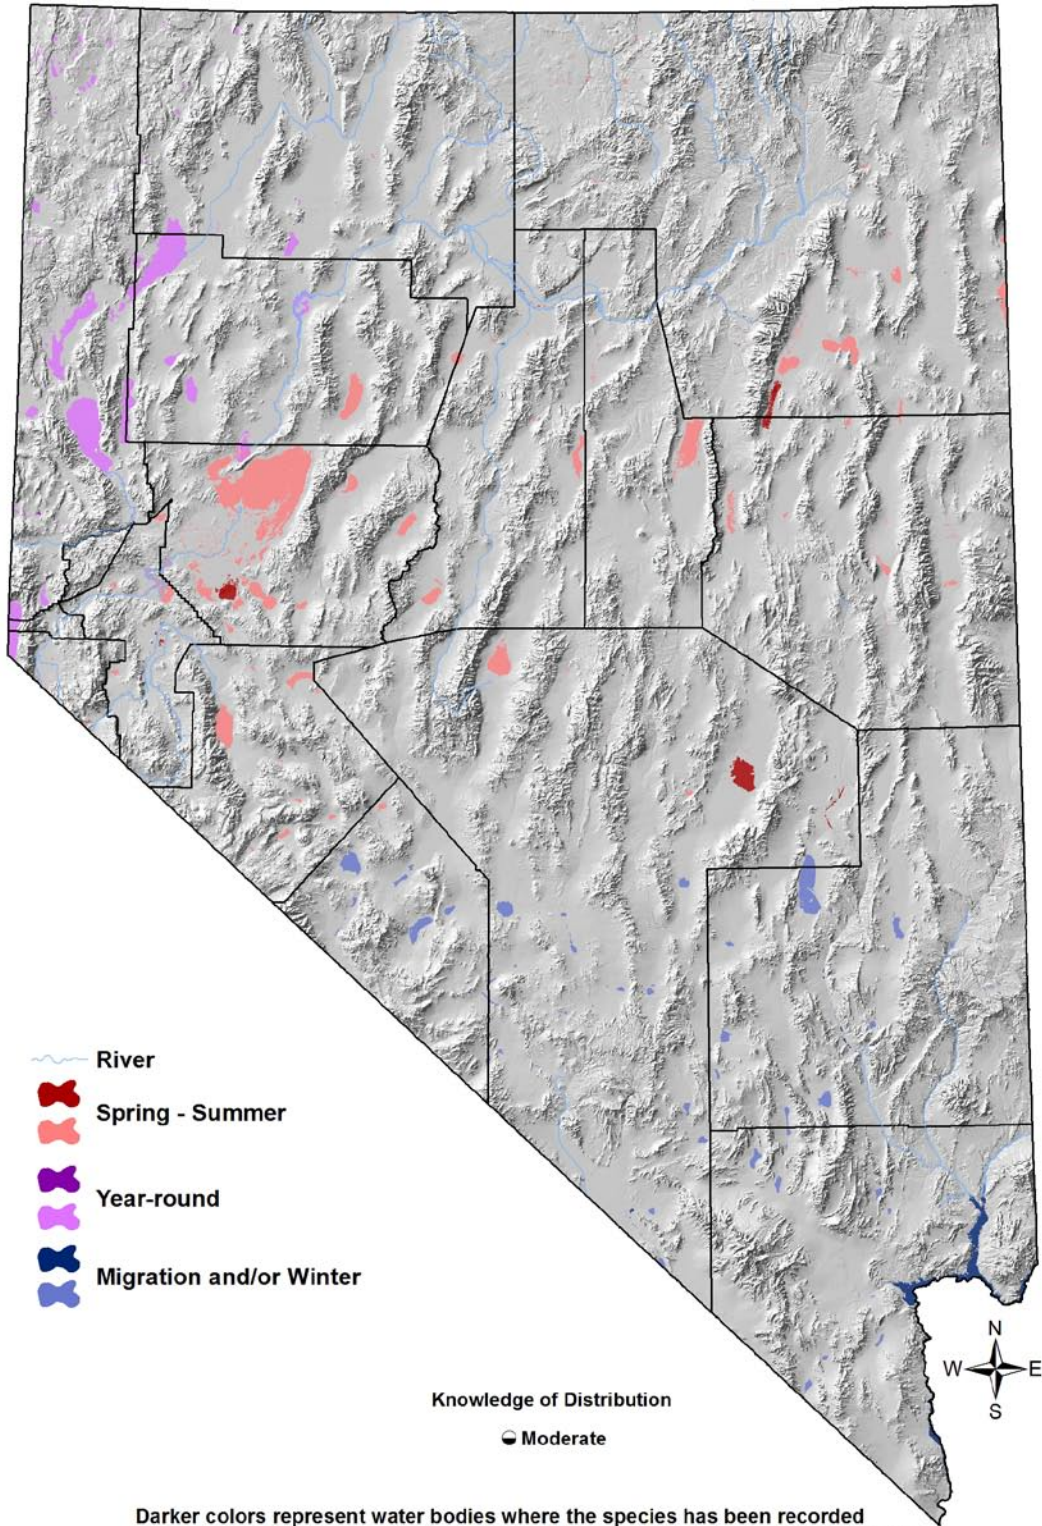 River
Spring - Summer
Year-round
Migration and/or Winter
N
W E
S
Knowledge of Distribution
Moderate
Darker colors represent water bodies where the species has been recorded